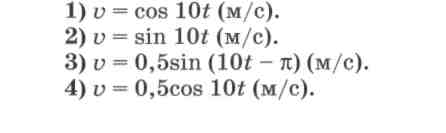 1) υ = cos 10t (м/с).
2) υ = sin 10t (м/с).
3) υ = 0,5sin (10t − π) (м/с).
4) υ = 0,5cos 10t (м/с).